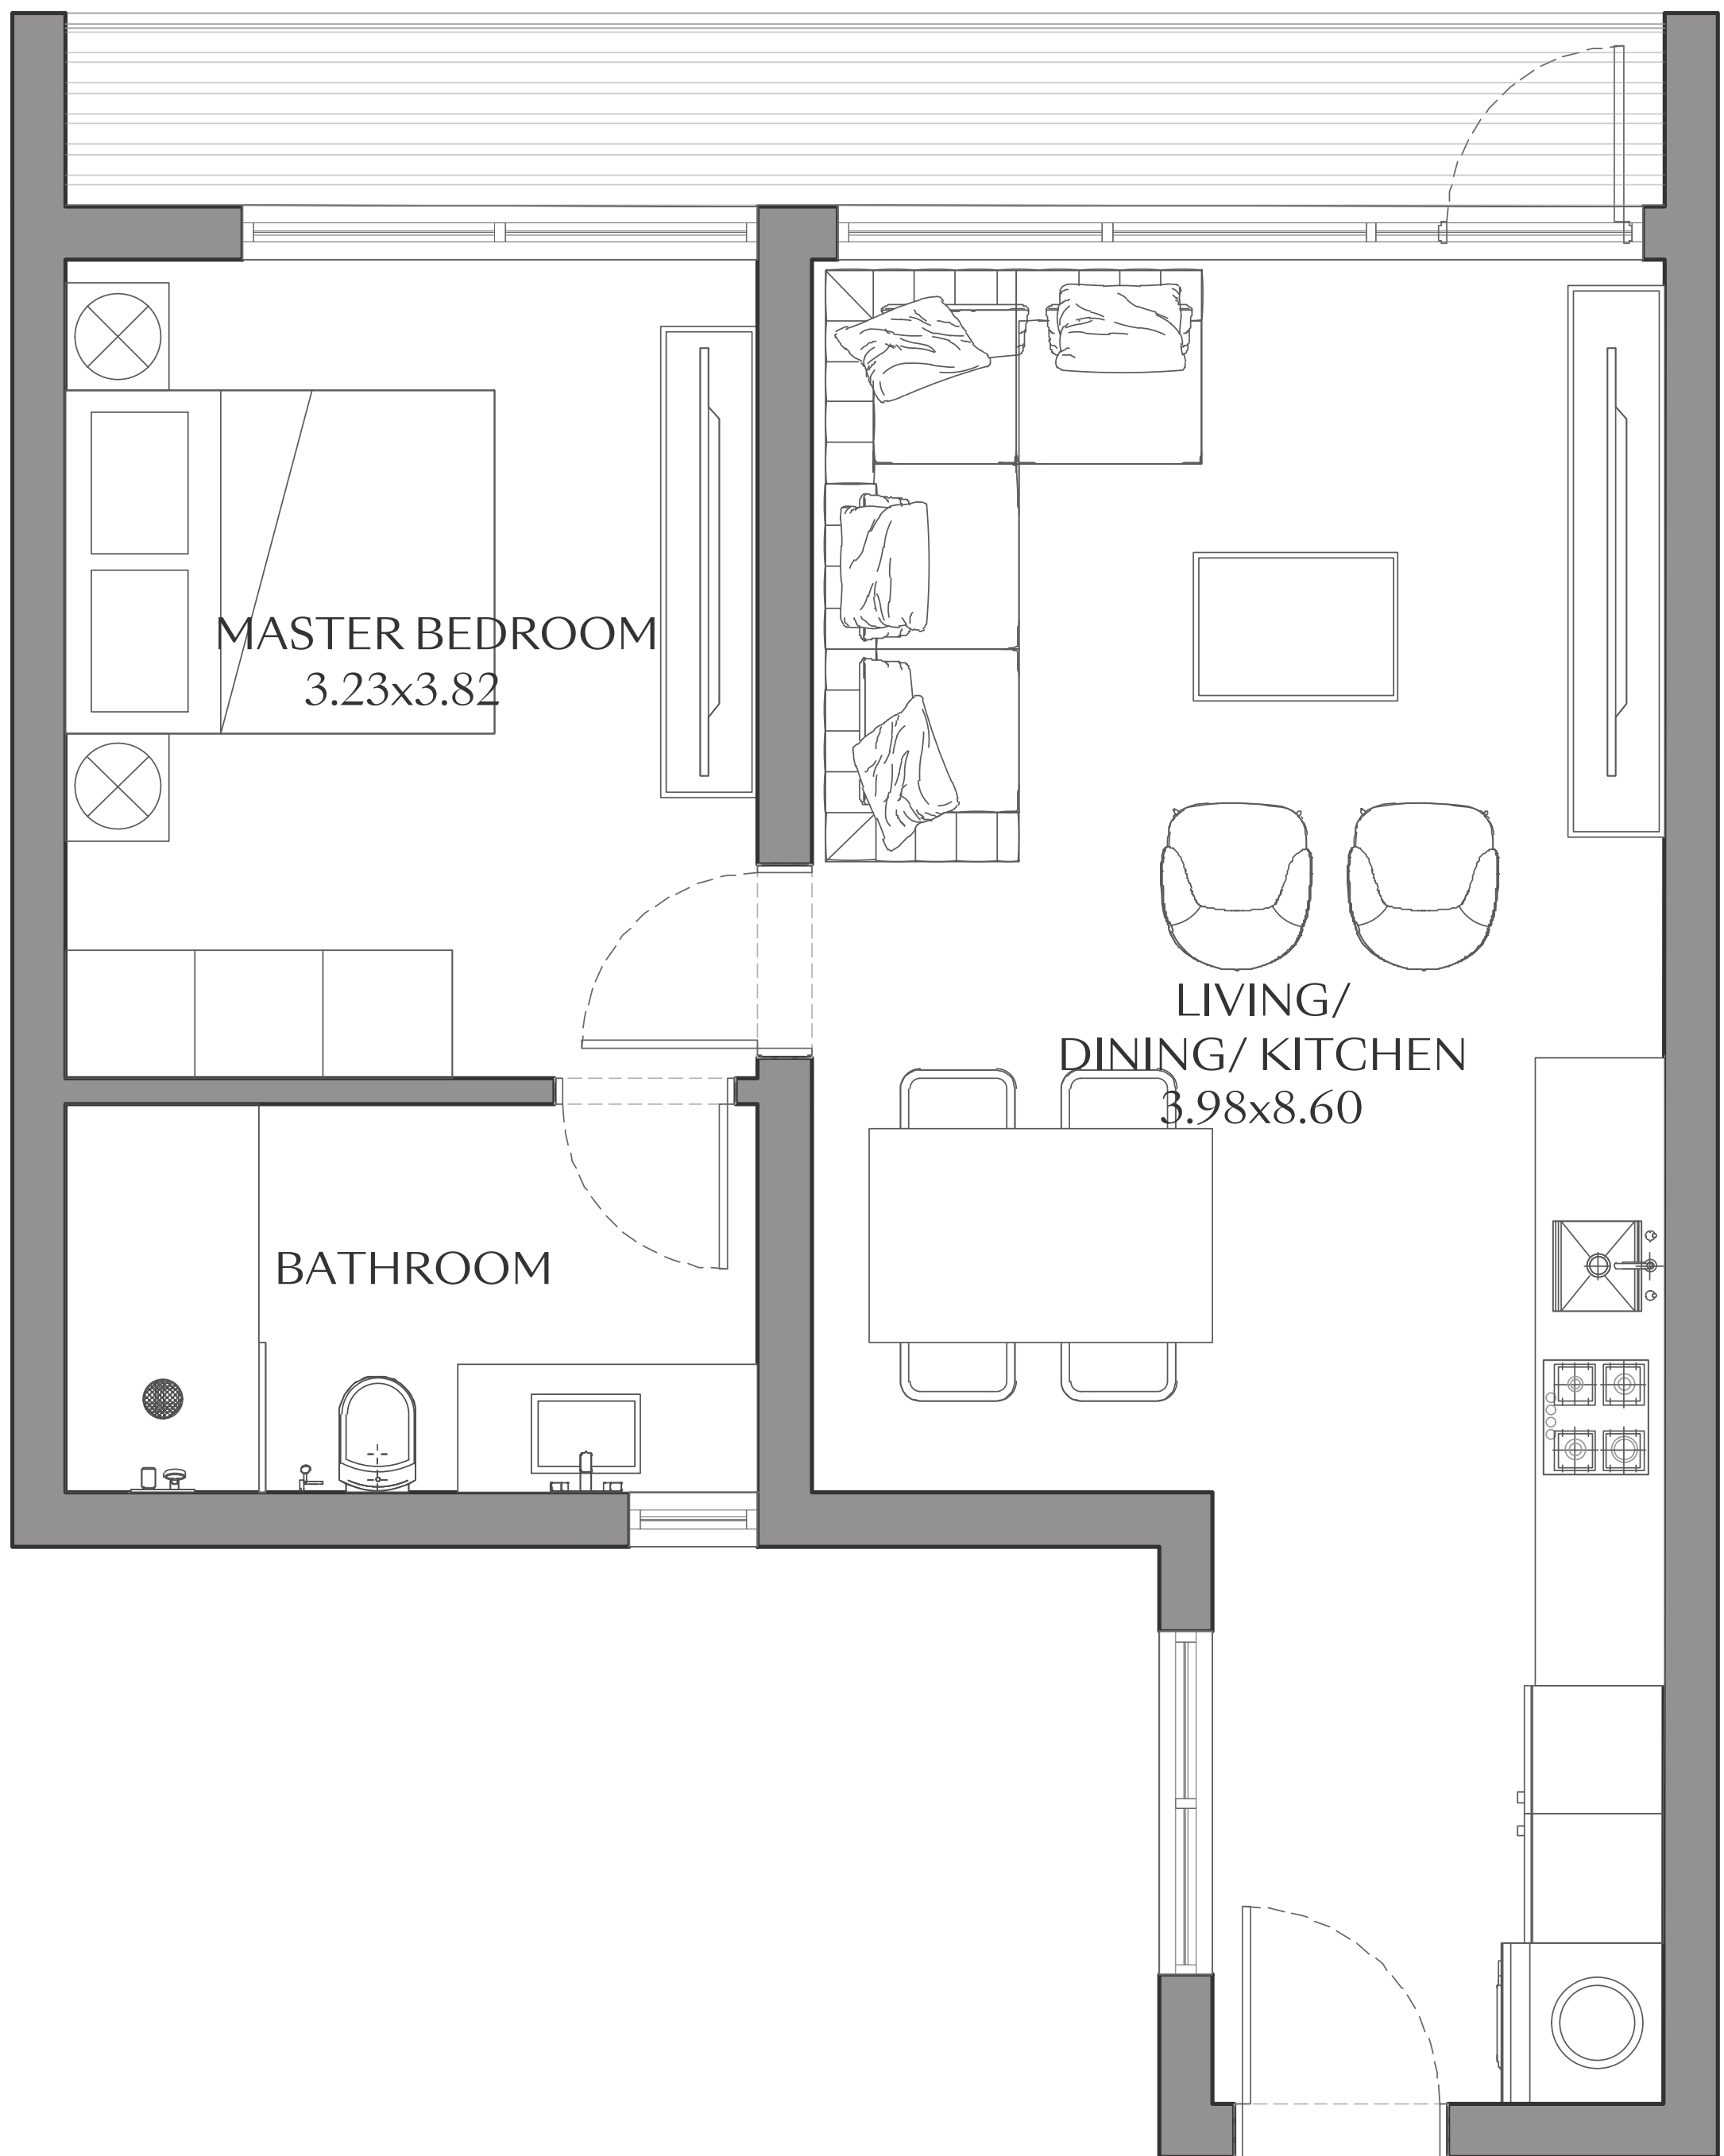 MASTER BEDROOM
3.23x3.82
LIVING/
DINING/ KITCHEN
3.98x8.60
BATHROOM